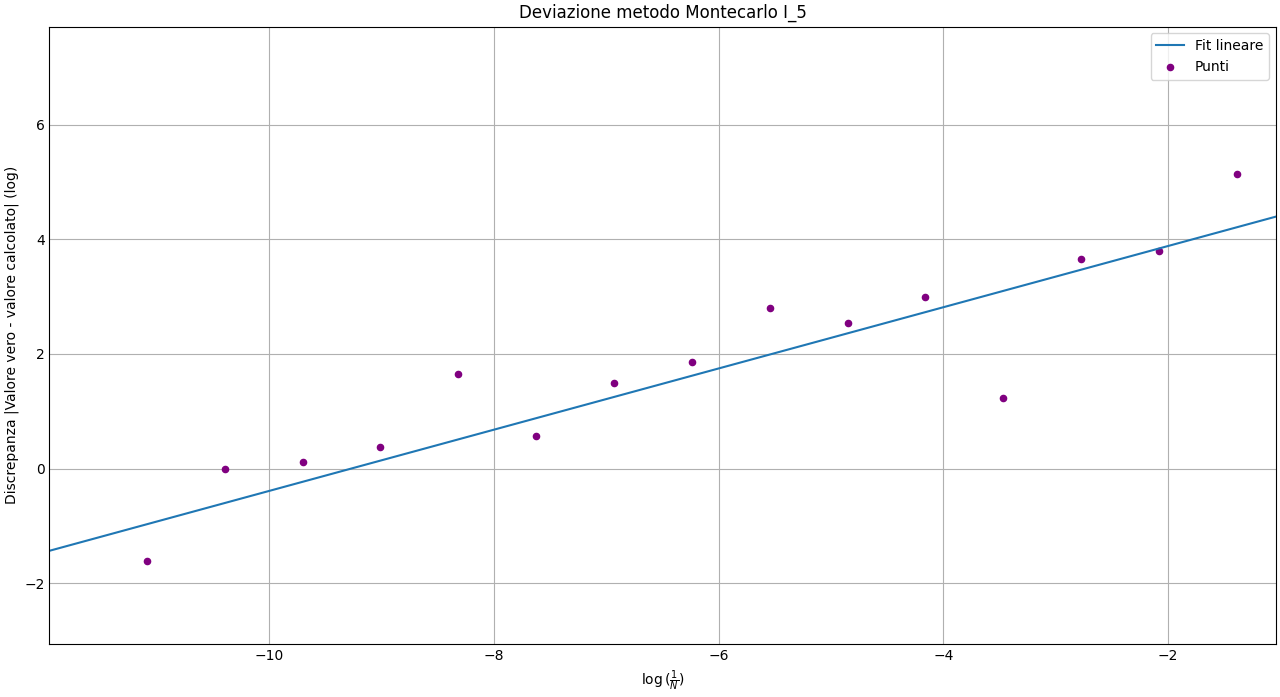 Deviazione metodo Montecarlo I_5
Fit lineare
Punti
Discrepanza |Valore vero - valore calcolato| (log)
6
4
2
0
−2
−10
−8
−6
−4
−2
log (1/N)